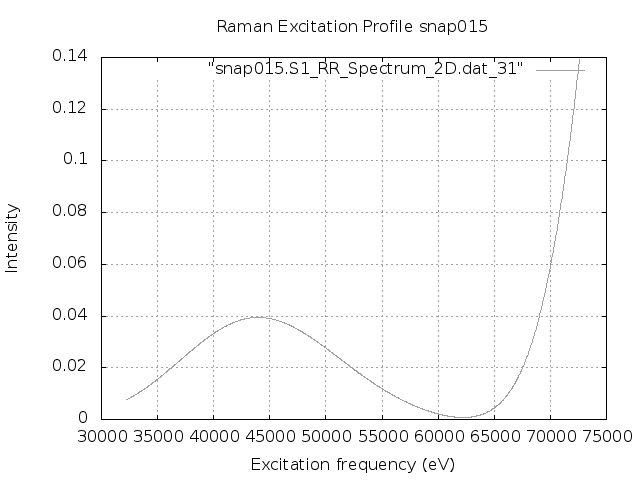 Raman Excitation Profile snap015
"snap015.S1_RR_Spectrum_2D.dat_31"
0.14
0.12
0.1
0.08
0.06
0.04
0.02
0
Intensity
30000 35000 40000 45000 50000 55000 60000 65000 70000 75000
Excitation frequency (eV)